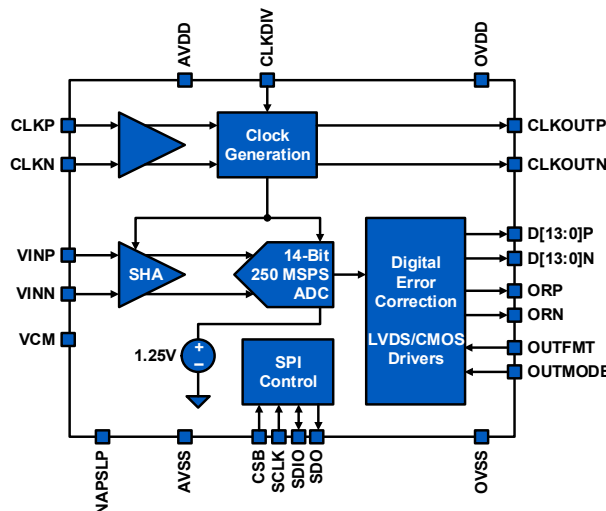 AVDD
CLKDIV
OVDD
CLKP
CLKN
Clock
Generation
CLKOUTP
CLKOUTN
VINP
VINN
SHA
14-Bit
250 MSPS
ADC
Digital
Error
Correction
LVDS/CMOS
Drivers
D[13:0]P
D[13:0]N
ORP
ORN
OUTFMT
OUTMODE
VCM
1.25V
+
–
SPI
Control
NAPSLP
AVSS
CSB
SCLK
SDIO
SDO
OVSS